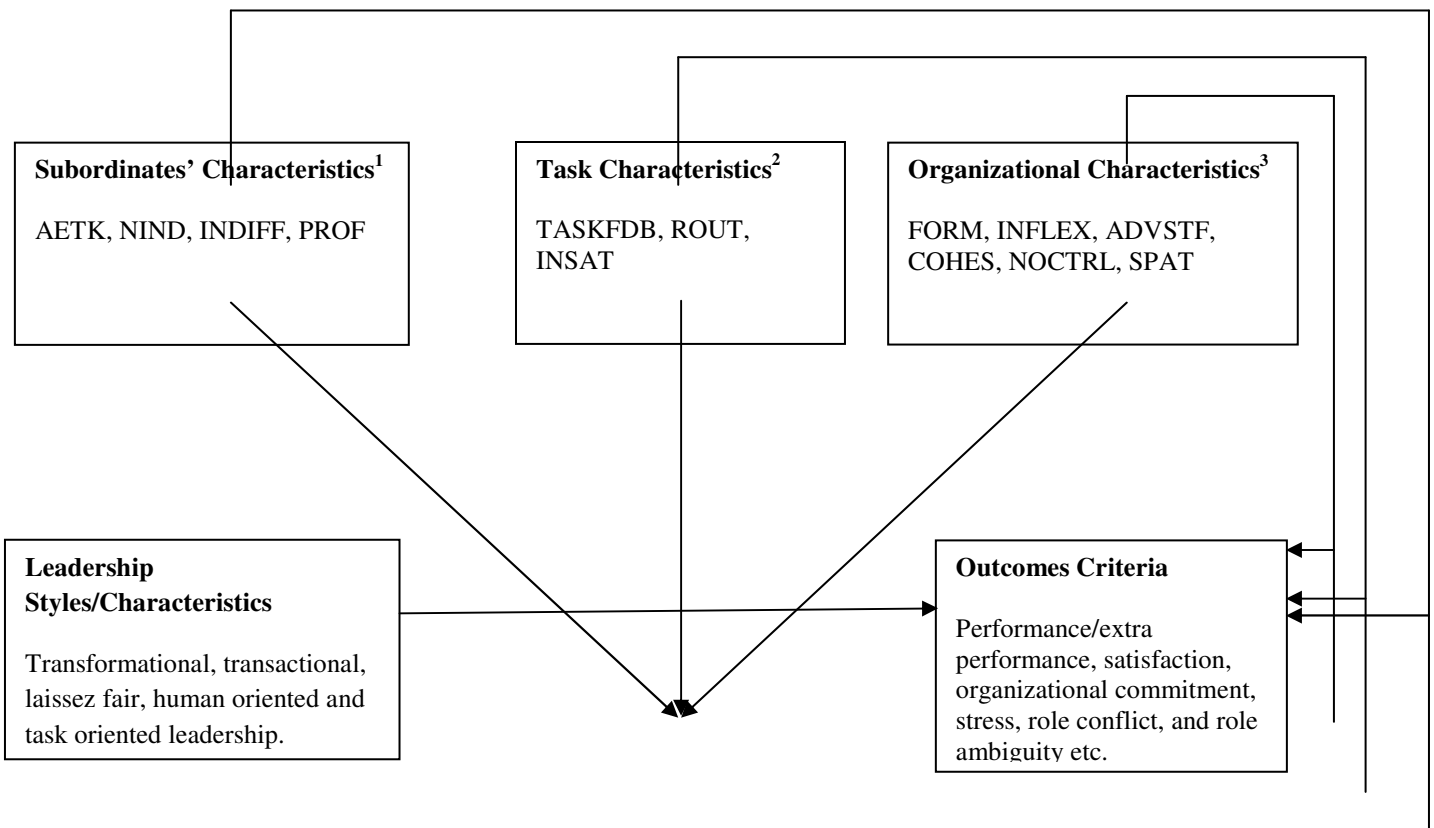 Subordinates’ Characteristics1
AETK, NIND, INDIFF, PROF
Task Characteristics2
TASKFDB, ROUT,
INSAT
Organizational Characteristics3
FORM, INFLEX, ADVSTF,
COHES, NOCTRL, SPAT
Leadership
Styles/Characteristics
Transformational, transactional,
laissez fair, human oriented and
task oriented leadership.
Outcomes Criteria
Performance/extra
performance, satisfaction,
organizational commitment,
stress, role conflict, and role
ambiguity etc.